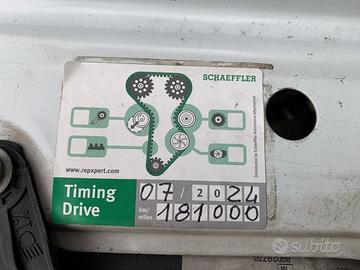 SCHAEFFLER
Distributed by Schaeffler Automotive Aftermarket
www.repxpert.com
Timing Drive
07 / 2024
km/miles 181000
subito